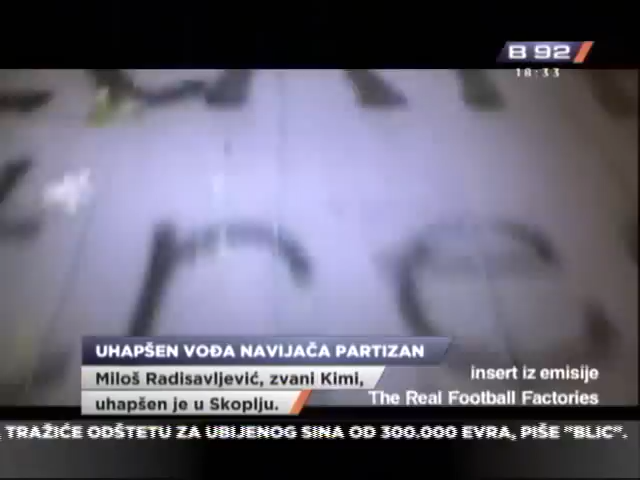 B 92
18:33
re
UHAPŠEN VOĐA NAVIJAČA PARTIZAN
Miloš Radisavljević, zvani Kimi,
uhapšen je u Skoplju.
insert iz emisije
The Real Football Factories
, TRAŽIĆE ODŠTETU ZA UBIJENOG SINA OD 300.000 EVRA, PIŠE "BLIC".